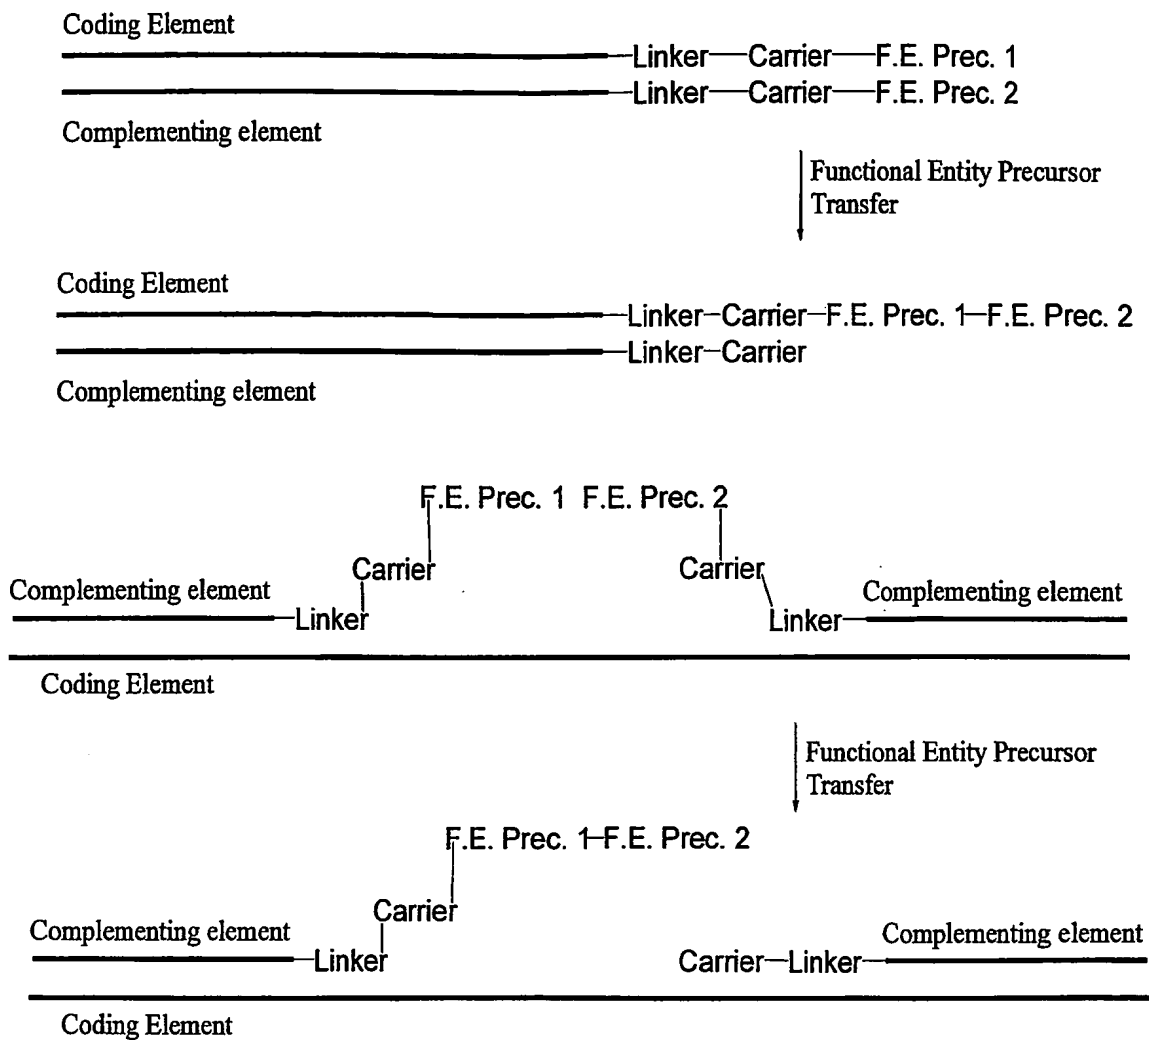 Coding Element
Linker—Carrier—F.E. Prec. 1
Linker—Carrier—F.E. Prec. 2
Complementing element
Functional Entity Precursor
Transfer
Coding Element
Linker–Carrier–F.E. Prec. 1–F.E. Prec. 2
Linker–Carrier
Complementing element
F.E. Prec. 1 F.E. Prec. 2
Carrier Carrier
Complementing element Complementing element
Linker Linker
Coding Element
Functional Entity Precursor
Transfer
F.E. Prec. 1–F.E. Prec. 2
Carrier
Complementing element Complementing element
Linker Carrier–Linker
Coding Element